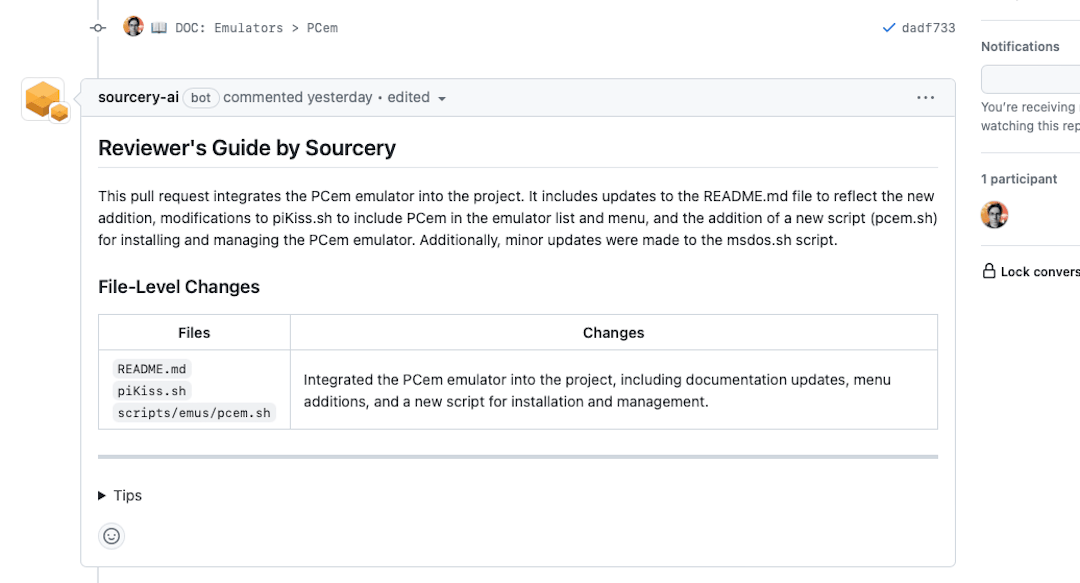 DOC: Emulators > PCem
dadf733
Notifications
sourcery-ai bot commented yesterday • edited
You're receiving
watching this rep
Reviewer's Guide by Sourcery
This pull request integrates the PCem emulator into the project. It includes updates to the README.md file to reflect the new
addition, modifications to piKiss.sh to include PCem in the emulator list and menu, and the addition of a new script (pcem.sh)
for installing and managing the PCem emulator. Additionally, minor updates were made to the msdos.sh script.
1 participant
Lock convers
File-Level Changes
Files
Changes
README.md
piKiss.sh
scripts/emus/pcem.sh
Integrated the PCem emulator into the project, including documentation updates, menu
additions, and a new script for installation and management.
Tips